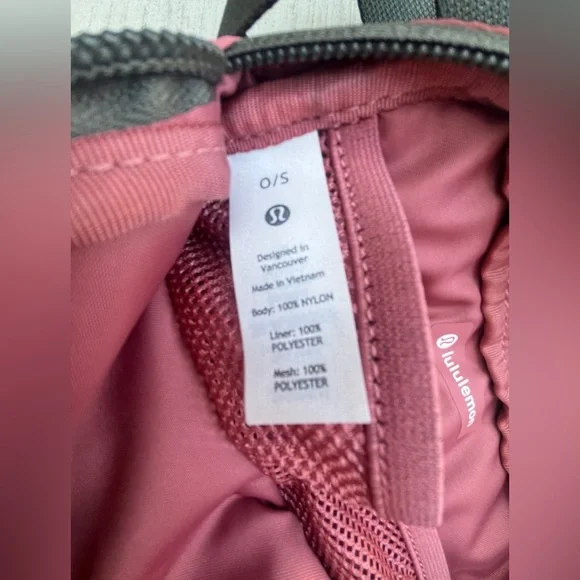 O/S
Designed in
Vancouver
Made in Vietnam
Body: 100% NYLON
Liner: 100%
POLYESTER
Mesh: 100%
POLYESTER
lululemon